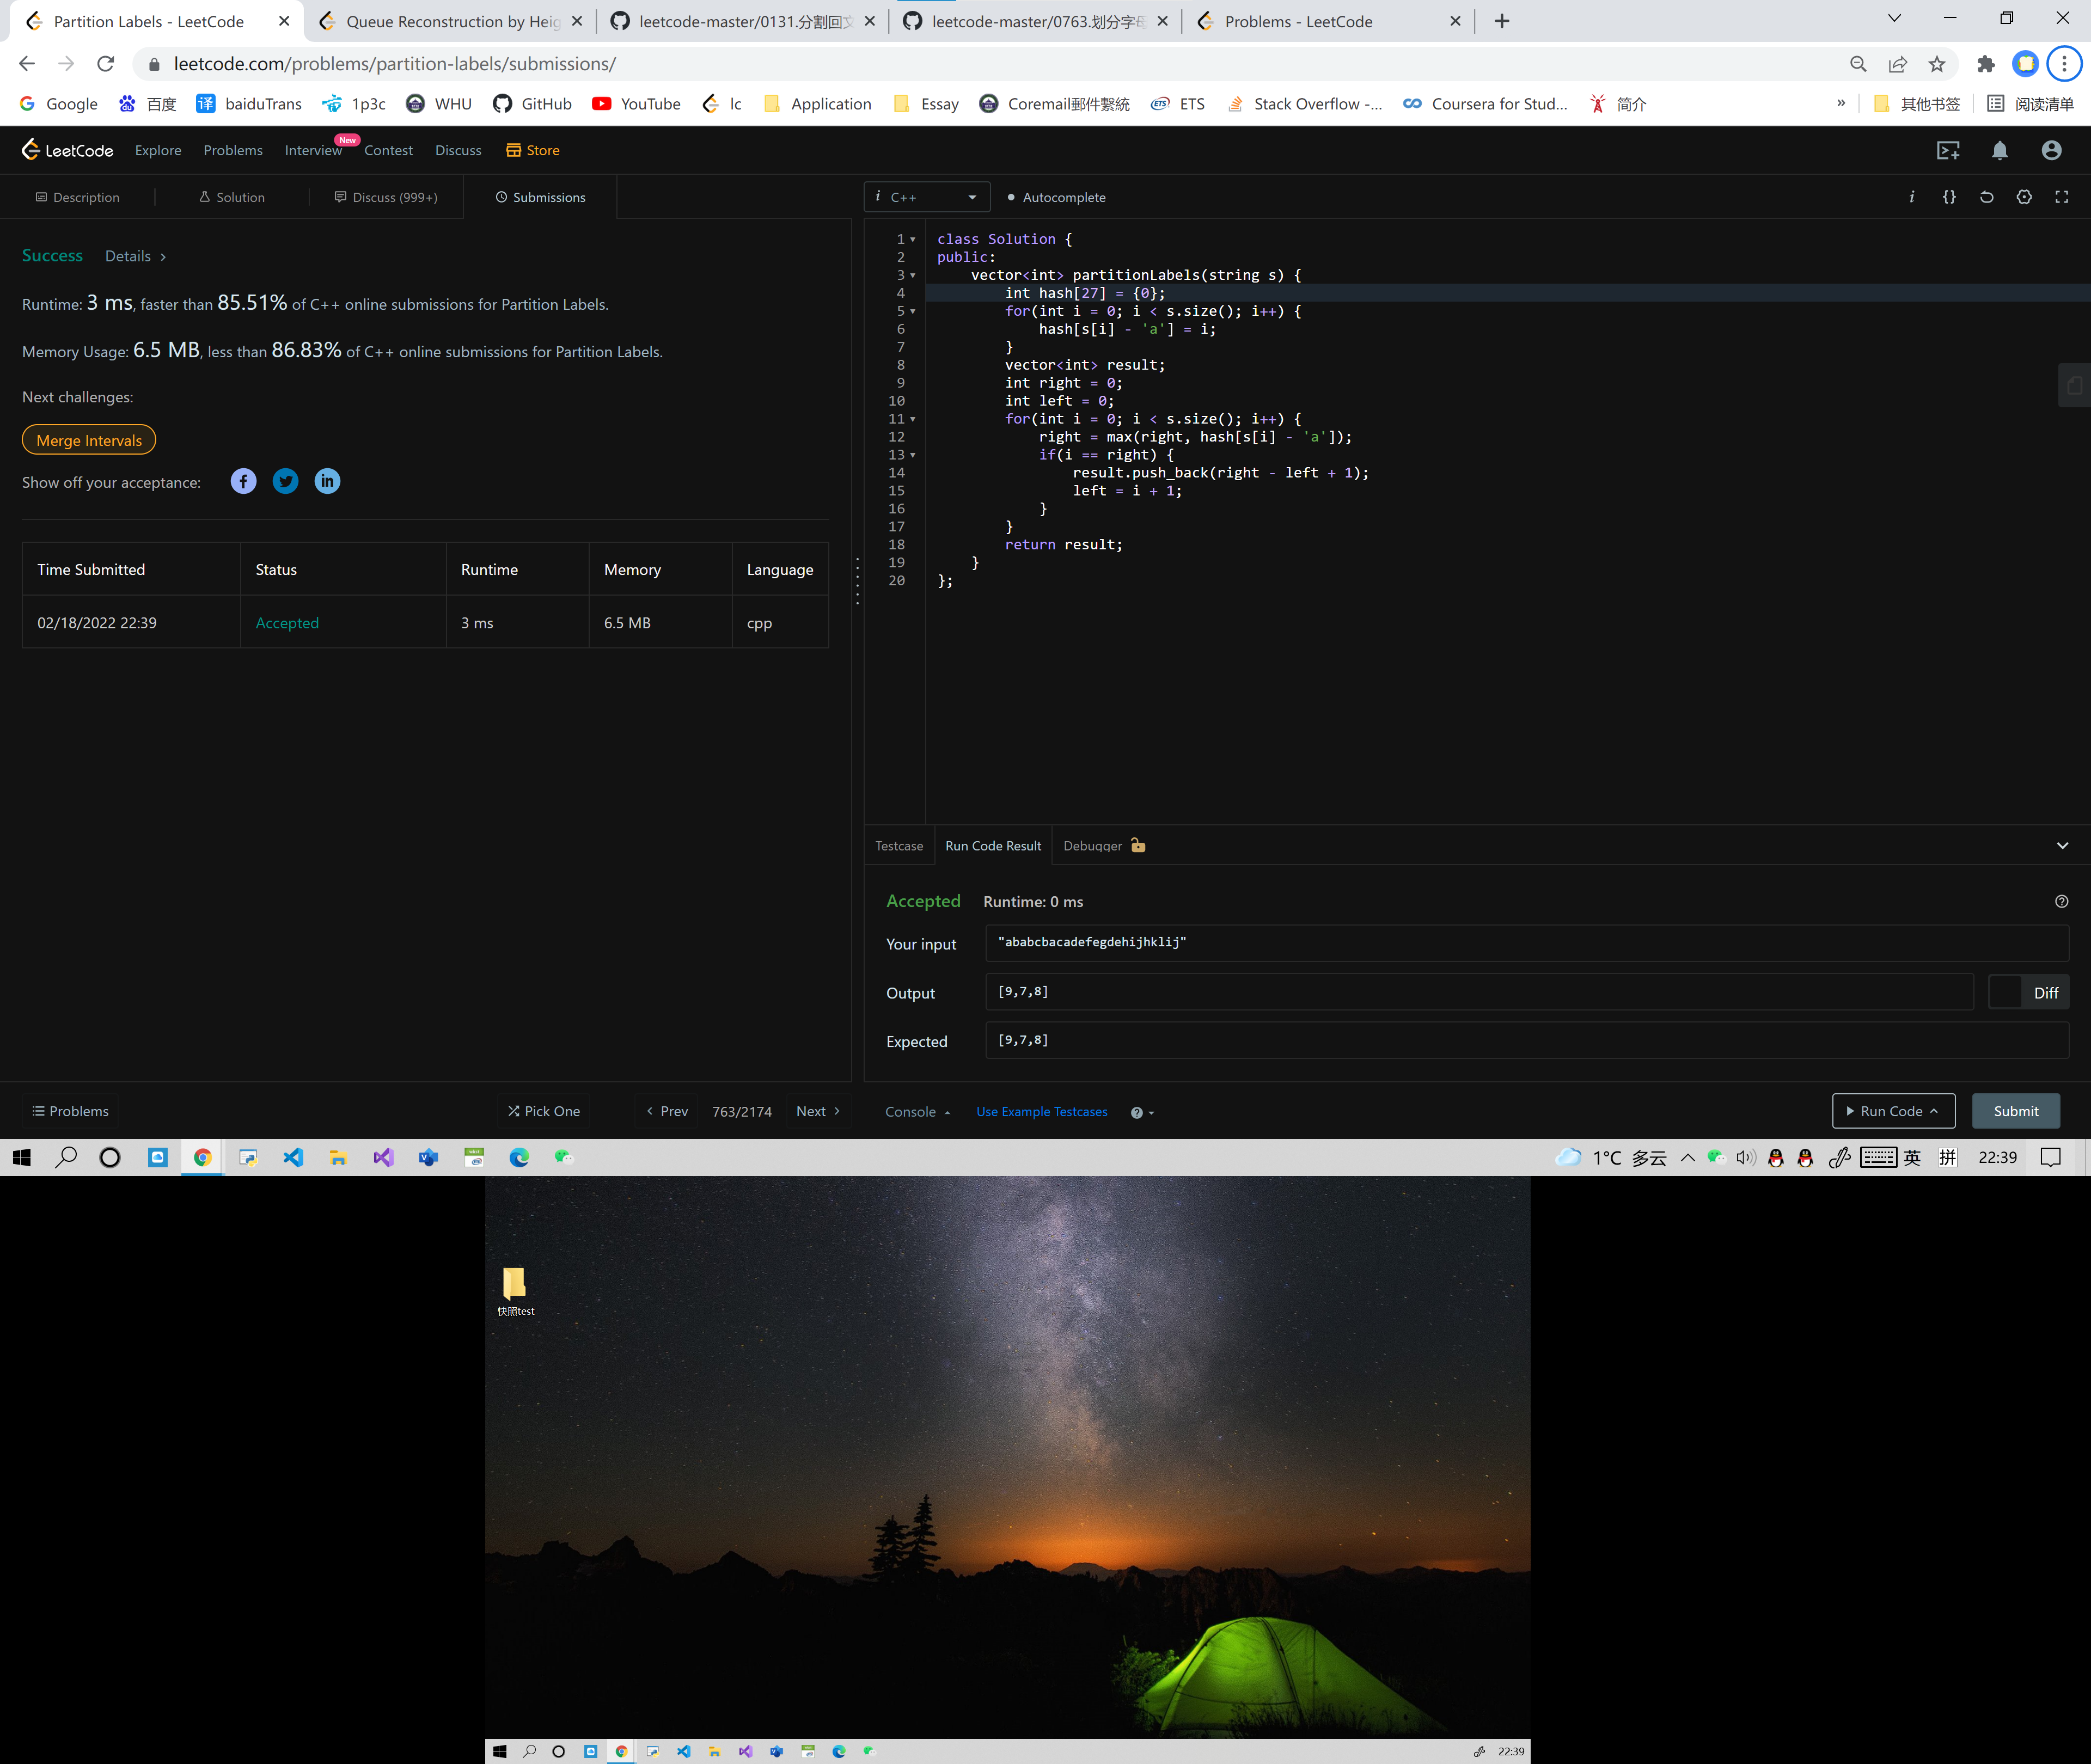 Partition Labels - LeetCode
Queue Reconstruction by Heig
leetcode-master/0131.分割回文
leetcode-master/0763.划分字母
Problems - LeetCode
leetcode.com/problems/partition-labels/submissions/
Google 百度 baiduTrans 1p3c WHU GitHub YouTube lc Application Essay Coremail郵件繫統 ETS Stack Overflow -... Coursera for Stud... 简介 » 其他书签 阅读清单
LeetCode Explore Problems Interview New Contest Discuss Store
Description Solution Discuss (999+) Submissions
i C++ Autocomplete
Success Details >
Runtime: 3 ms, faster than 85.51% of C++ online submissions for Partition Labels.
Memory Usage: 6.5 MB, less than 86.83% of C++ online submissions for Partition Labels.
Next challenges:
Merge Intervals
Show off your acceptance:
Time Submitted Status Runtime Memory Language
02/18/2022 22:39 Accepted 3 ms 6.5 MB cpp
1 class Solution {
2 public:
3 vector<int> partitionLabels(string s) {
4 int hash[27] = {0};
5 for(int i = 0; i < s.size(); i++) {
6 hash[s[i] - 'a'] = i;
7 }
8 vector<int> result;
9 int right = 0;
10 int left = 0;
11 for(int i = 0; i < s.size(); i++) {
12 right = max(right, hash[s[i] - 'a']);
13 if(i == right) {
14 result.push_back(right - left + 1);
15 left = i + 1;
16 }
17 }
18 return result;
19 }
20 };
Testcase Run Code Result Debugger
Accepted Runtime: 0 ms
Your input "ababcbacadefegdehijhklij"
Output [9,7,8] Diff
Expected [9,7,8]
Problems Pick One < Prev 763/2174 Next >
Console Use Example Testcases Run Code Submit
1°C 多云 英 拼 22:39
快照test
22:39